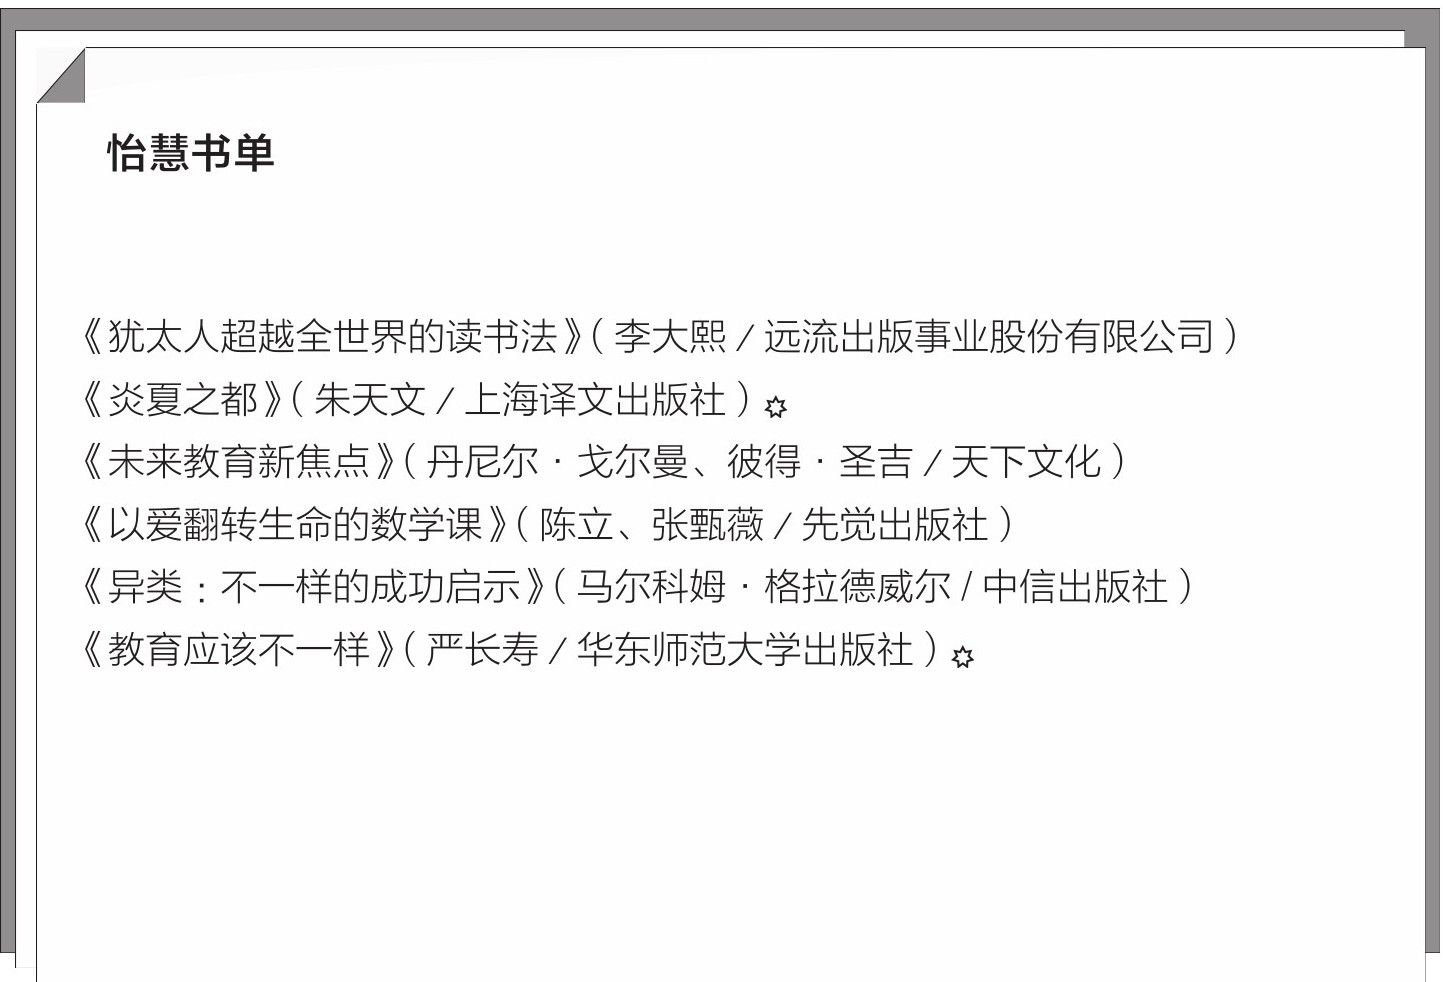 怡慧书单
《犹太人超越全世界的读书法》（李大熙 / 远流出版事业股份有限公司）
《炎夏之都》（朱天文 / 上海译文出版社）
《未来教育新焦点》（丹尼尔·戈尔曼、彼得·圣吉 / 天下文化）
《以爱翻转生命的数学课》（陈立、张甄薇 / 先觉出版社）
《异类：不一样的成功启示》（马尔科姆·格拉德威尔 / 中信出版社）
《教育应该不一样》（严长寿 / 华东师范大学出版社）